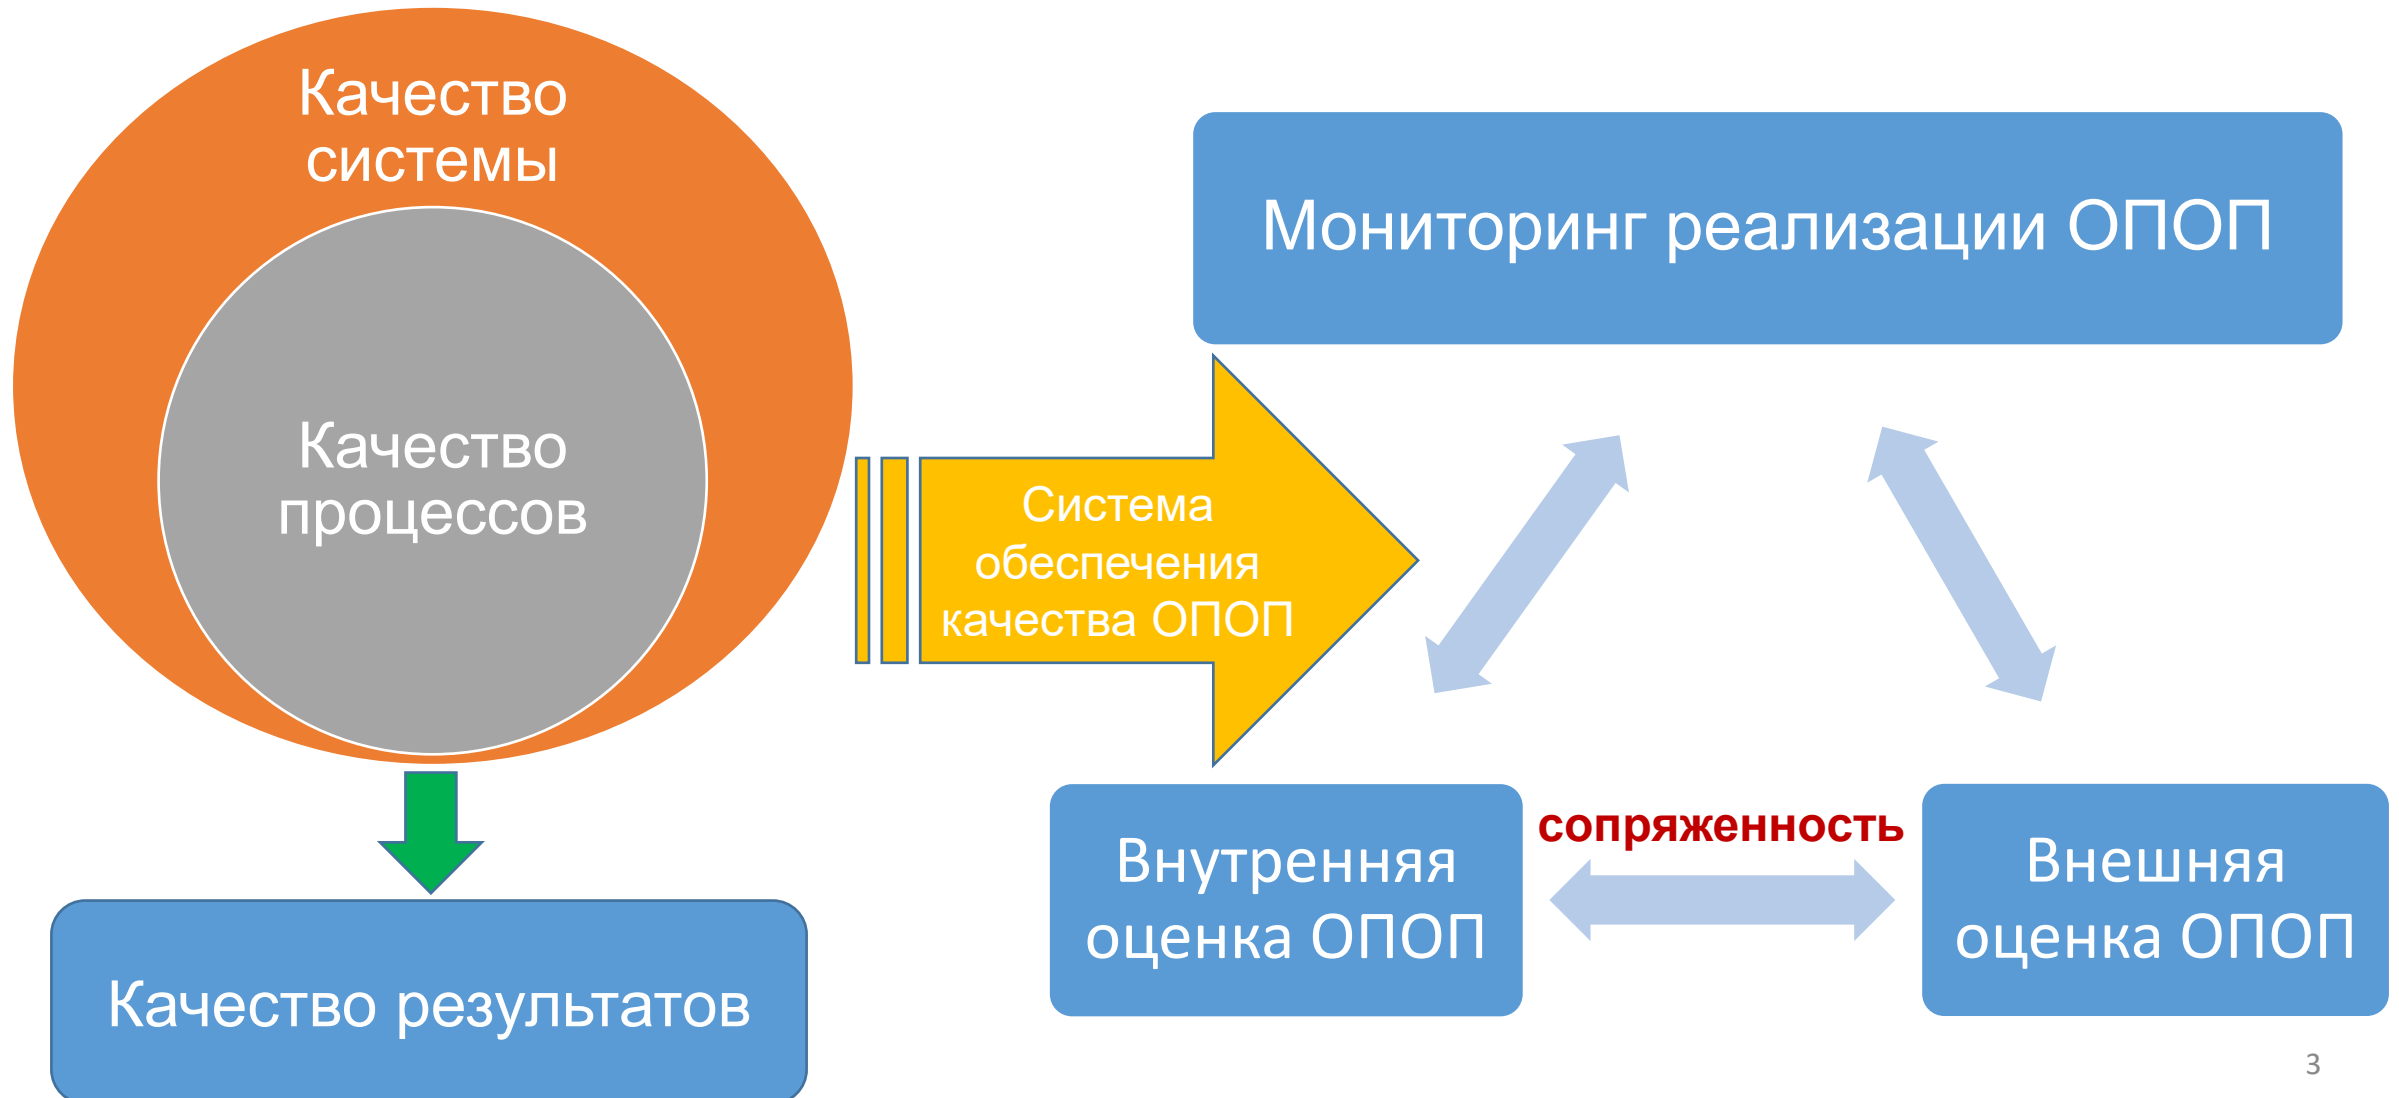 Качество
системы
Качество
процессов
Качество результатов
Система
обеспечения
качества ОПОП
Мониторинг реализации ОПОП
Внутренняя
оценка ОПОП
сопряженность
Внешняя
оценка ОПОП
3